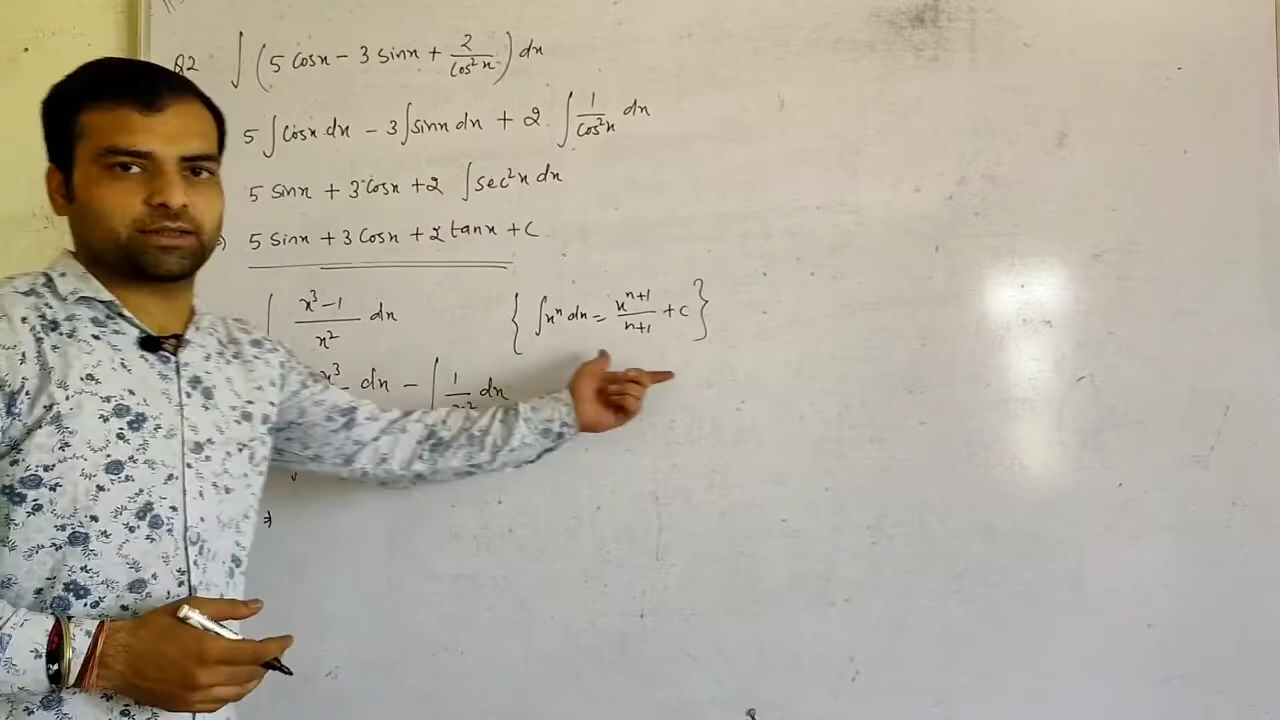 Q2 ∫(5 cosx − 3 sinx + 2/cos²x) dx
5 ∫cosx dx − 3∫sinx dx + 2 ∫ 1/cos²x dx
5 sinx + 3 cosx + 2 ∫sec²x dx
5 sinx + 3 cosx + 2 tanx + C
∫ (x³−1)/x² dx {∫xⁿ dx = xⁿ⁺¹/(n+1) + C}
x³ dx − ∫ 1/x² dx
⇒